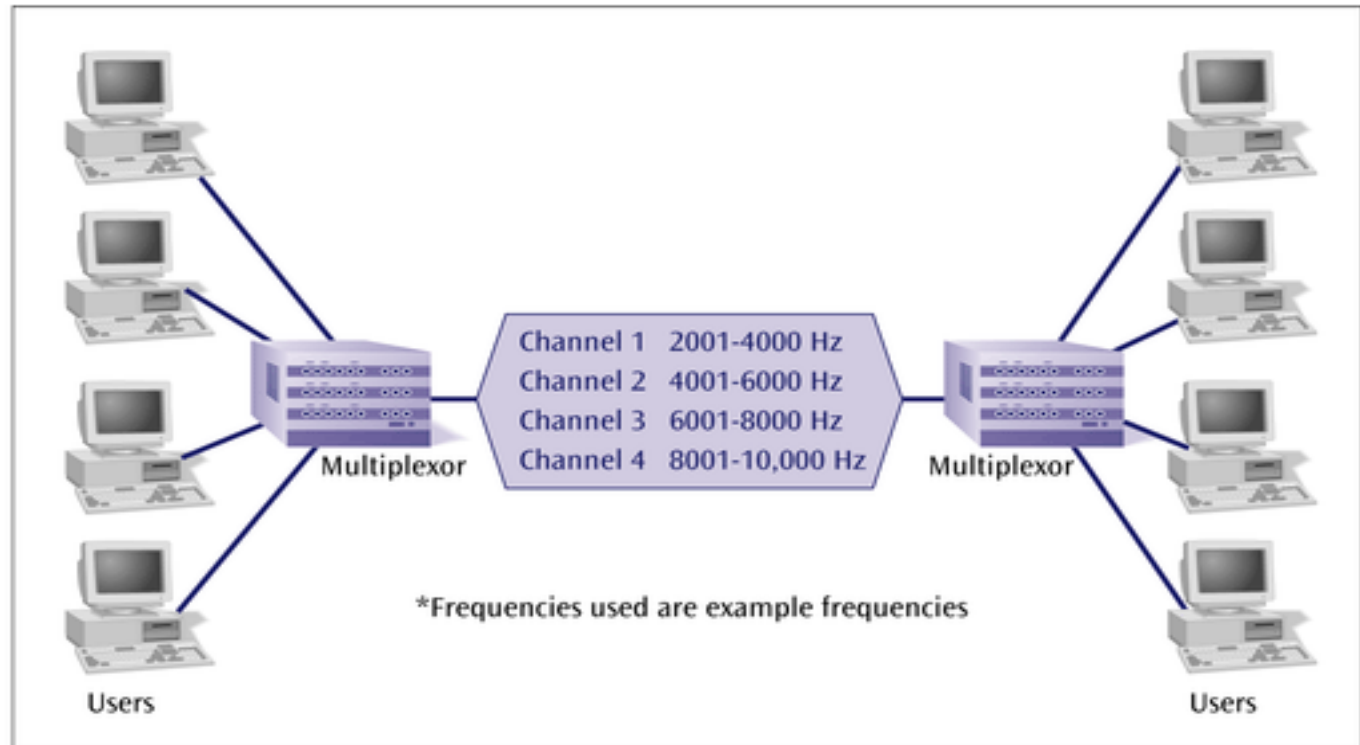 Channel 1 2001-4000 Hz
Channel 2 4001-6000 Hz
Channel 3 6001-8000 Hz
Channel 4 8001-10,000 Hz
Multiplexor
Multiplexor
*Frequencies used are example frequencies
Users
Users